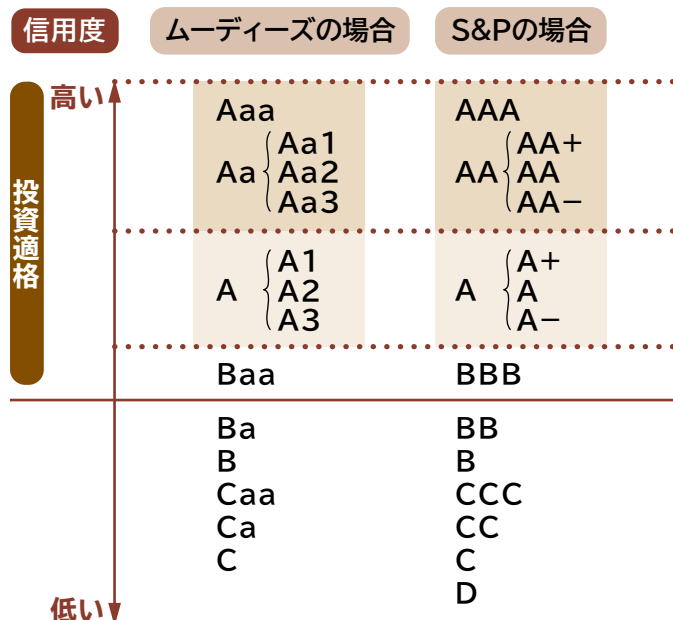 信用度 ムーディーズの場合 S&Pの場合
高い
投資適格
Aaa AAA
Aa1 AA+
Aa Aa2 AA AA
Aa3 AA−
A1 A+
A A2 A A
A3 A−
Baa BBB
Ba BB
B B
Caa CCC
Ca CC
C C
D
低い